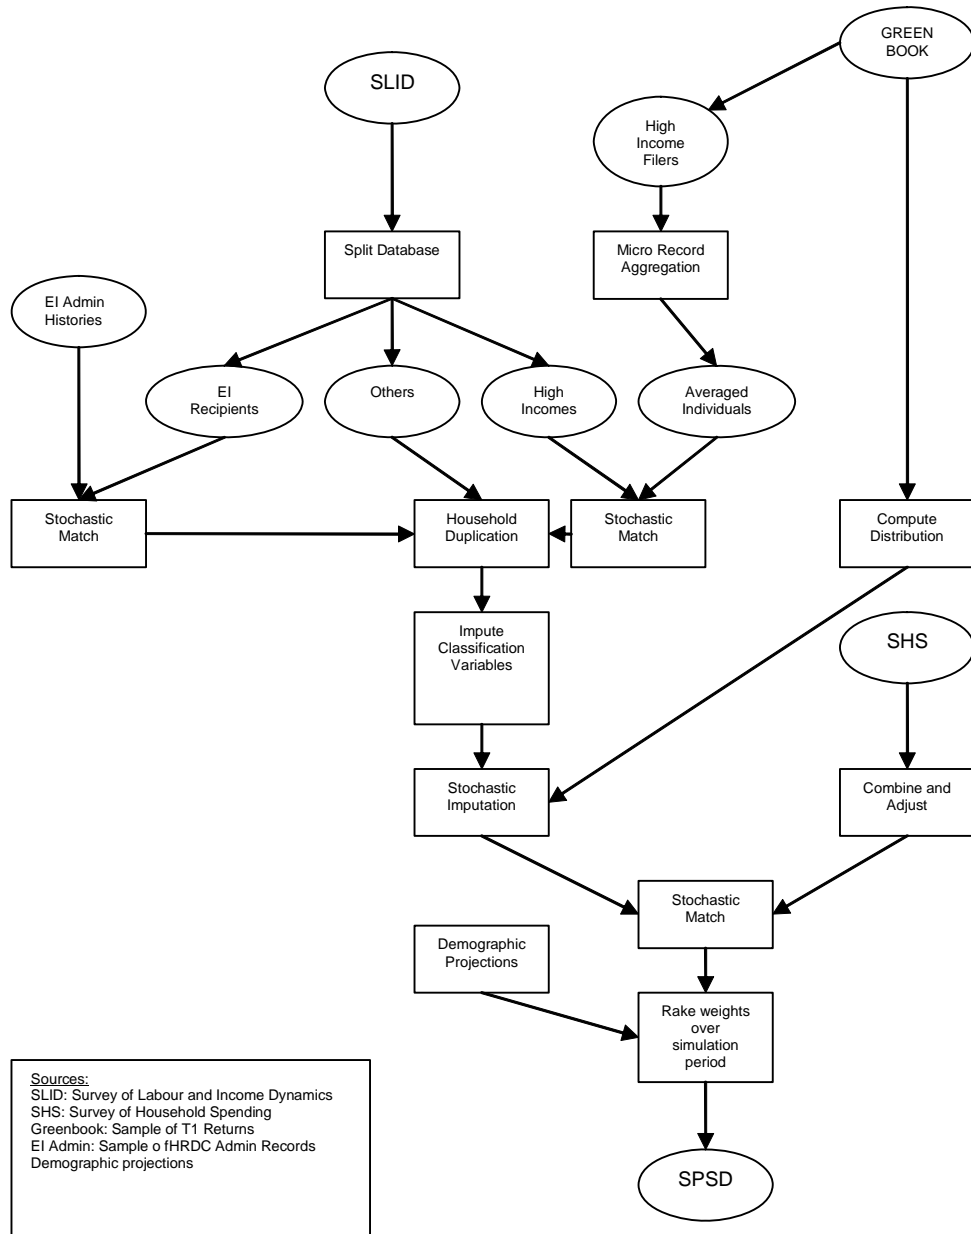 GREEN
BOOK
SLID
High
Income
Filers
Split Database
Micro Record
Aggregation
EI Admin
Histories
EI
Recipients
Others
High
Incomes
Averaged
Individuals
Stochastic
Match
Household
Duplication
Stochastic
Match
Compute
Distribution
Impute
Classification
Variables
SHS
Stochastic
Imputation
Combine and
Adjust
Stochastic
Match
Demographic
Projections
Rake weights
over
simulation
period
Sources:
SLID: Survey of Labour and Income Dynamics
SHS: Survey of Household Spending
Greenbook: Sample of T1 Returns
EI Admin: Sample o fHRDC Admin Records
Demographic projections
SPSD